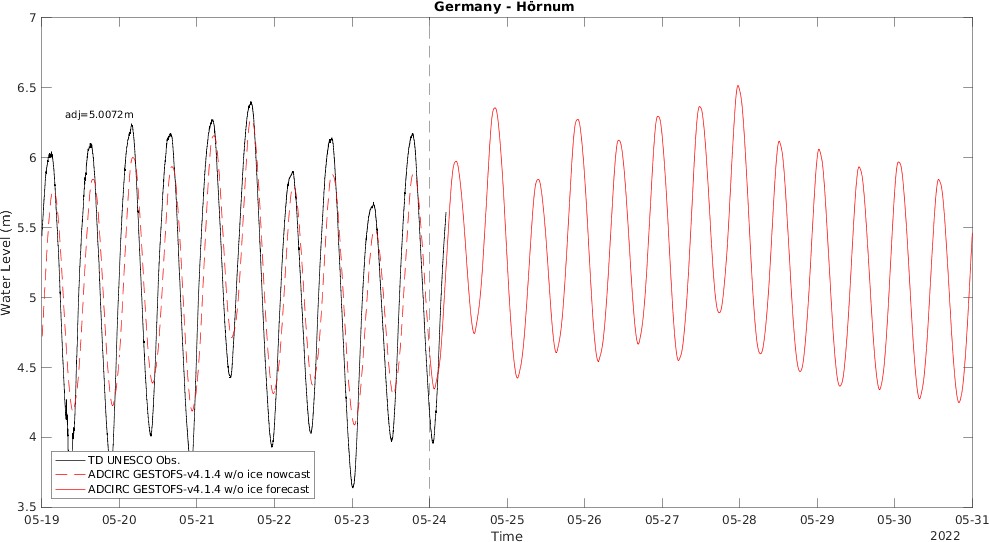 Germany - Hörnum
7
6.5
adj=5.0072m
6
5.5
5
4.5
4
3.5
Water Level (m)
TD UNESCO Obs.
ADCIRC GESTOFS-v4.1.4 w/o ice nowcast
ADCIRC GESTOFS-v4.1.4 w/o ice forecast
05-19 05-20 05-21 05-22 05-23 05-24 05-25 05-26 05-27 05-28 05-29 05-30 05-31
Time
2022